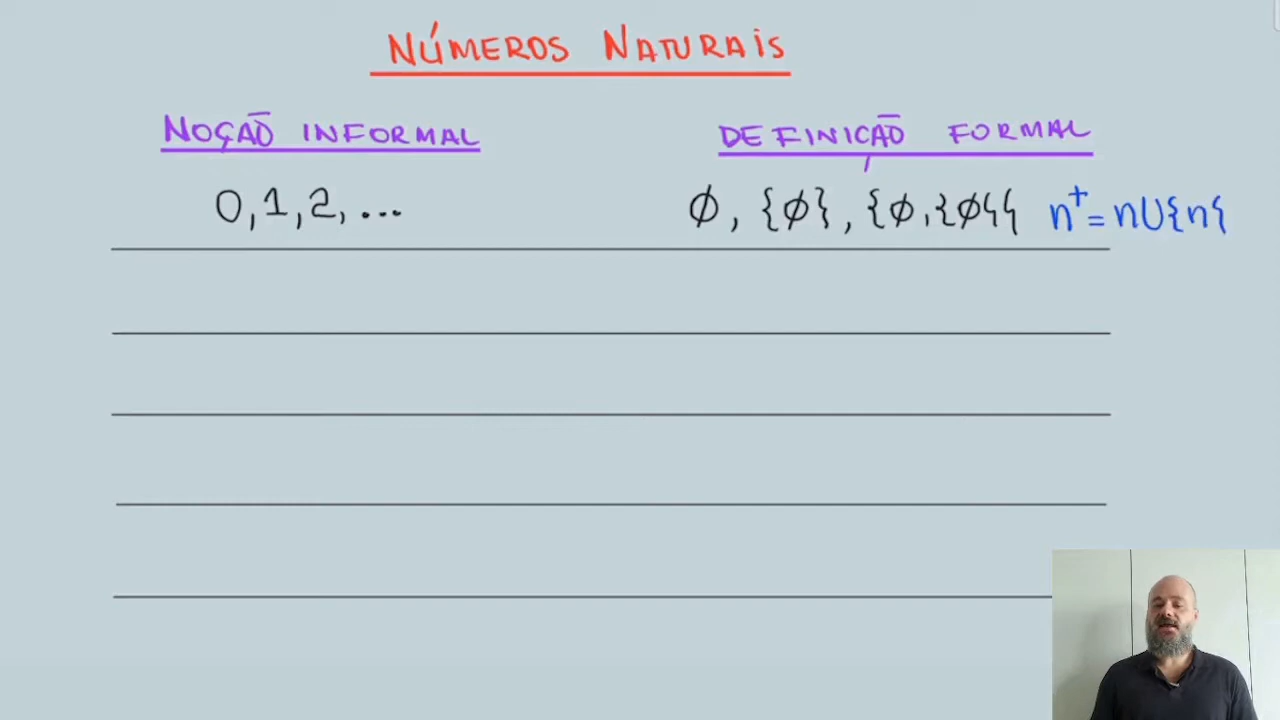 NÚMEROS NATURAIS
NOÇÃO INFORMAL
DEFINIÇÃO FORMAL
0, 1, 2, ...
∅, {∅}, {∅, {∅}} n⁺ = n∪{n}